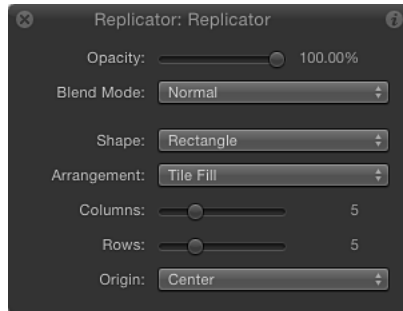 Replicator: Replicator
Opacity: 100.00%
Blend Mode: Normal
Shape: Rectangle
Arrangement: Tile Fill
Columns: 5
Rows: 5
Origin: Center